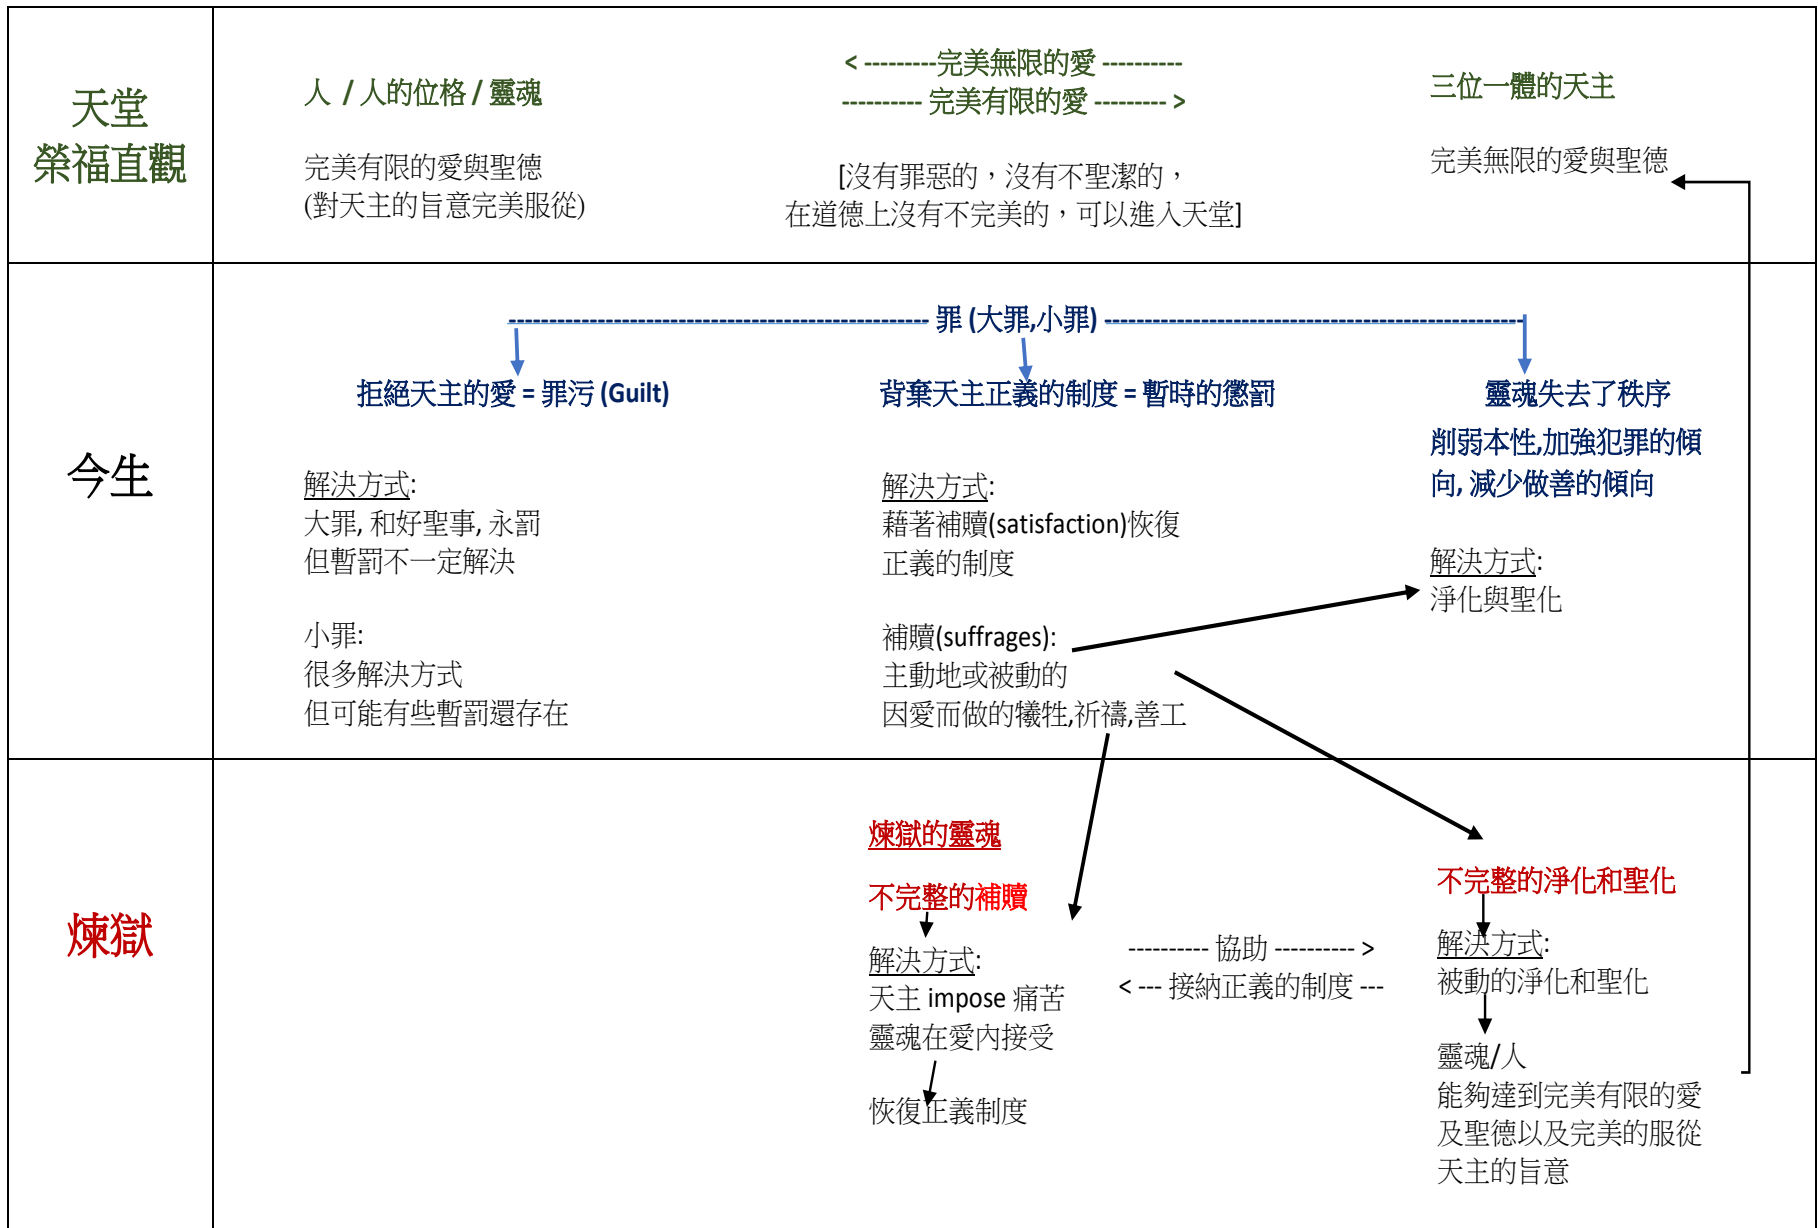 天堂
榮福直觀
人 / 人的位格 / 靈魂
完美有限的愛與聖德
(對天主的旨意完美服從)
< ---------完美無限的愛 ----------
---------- 完美有限的愛 --------- >
[沒有罪惡的，沒有不聖潔的，
在道德上沒有不完美的，可以進入天堂]
三位一體的天主
完美無限的愛與聖德
今生
---------------------------------------------------- 罪 (大罪,小罪) ----------------------------------------------------
拒絕天主的愛 = 罪污 (Guilt)
解決方式:
大罪, 和好聖事, 永罰
但暫罰不一定解決
小罪:
很多解決方式
但可能有些暫罰還存在
背棄天主正義的制度 = 暫時的懲罰
解決方式:
藉著補贖(satisfaction)恢復
正義的制度
補贖(suffrages):
主動地或被動的
因愛而做的犧牲,祈禱,善工
靈魂失去了秩序
削弱本性,加強犯罪的傾
向, 減少做善的傾向
解決方式:
淨化與聖化
煉獄
煉獄的靈魂
不完整的補贖
解決方式:
天主 impose 痛苦
靈魂在愛內接受
恢復正義制度
---------- 協助 ---------- >
< --- 接納正義的制度 ---
不完整的淨化和聖化
解決方式:
被動的淨化和聖化
靈魂/人
能夠達到完美有限的愛
及聖德以及完美的服從
天主的旨意